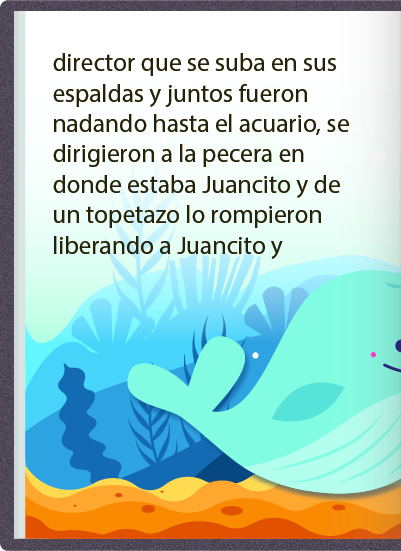 director que se suba en sus
espaldas y juntos fueron
nadando hasta el acuario, se
dirigieron a la pecera en
donde estaba Juancito y de
un topetazo lo rompieron
liberando a Juancito y